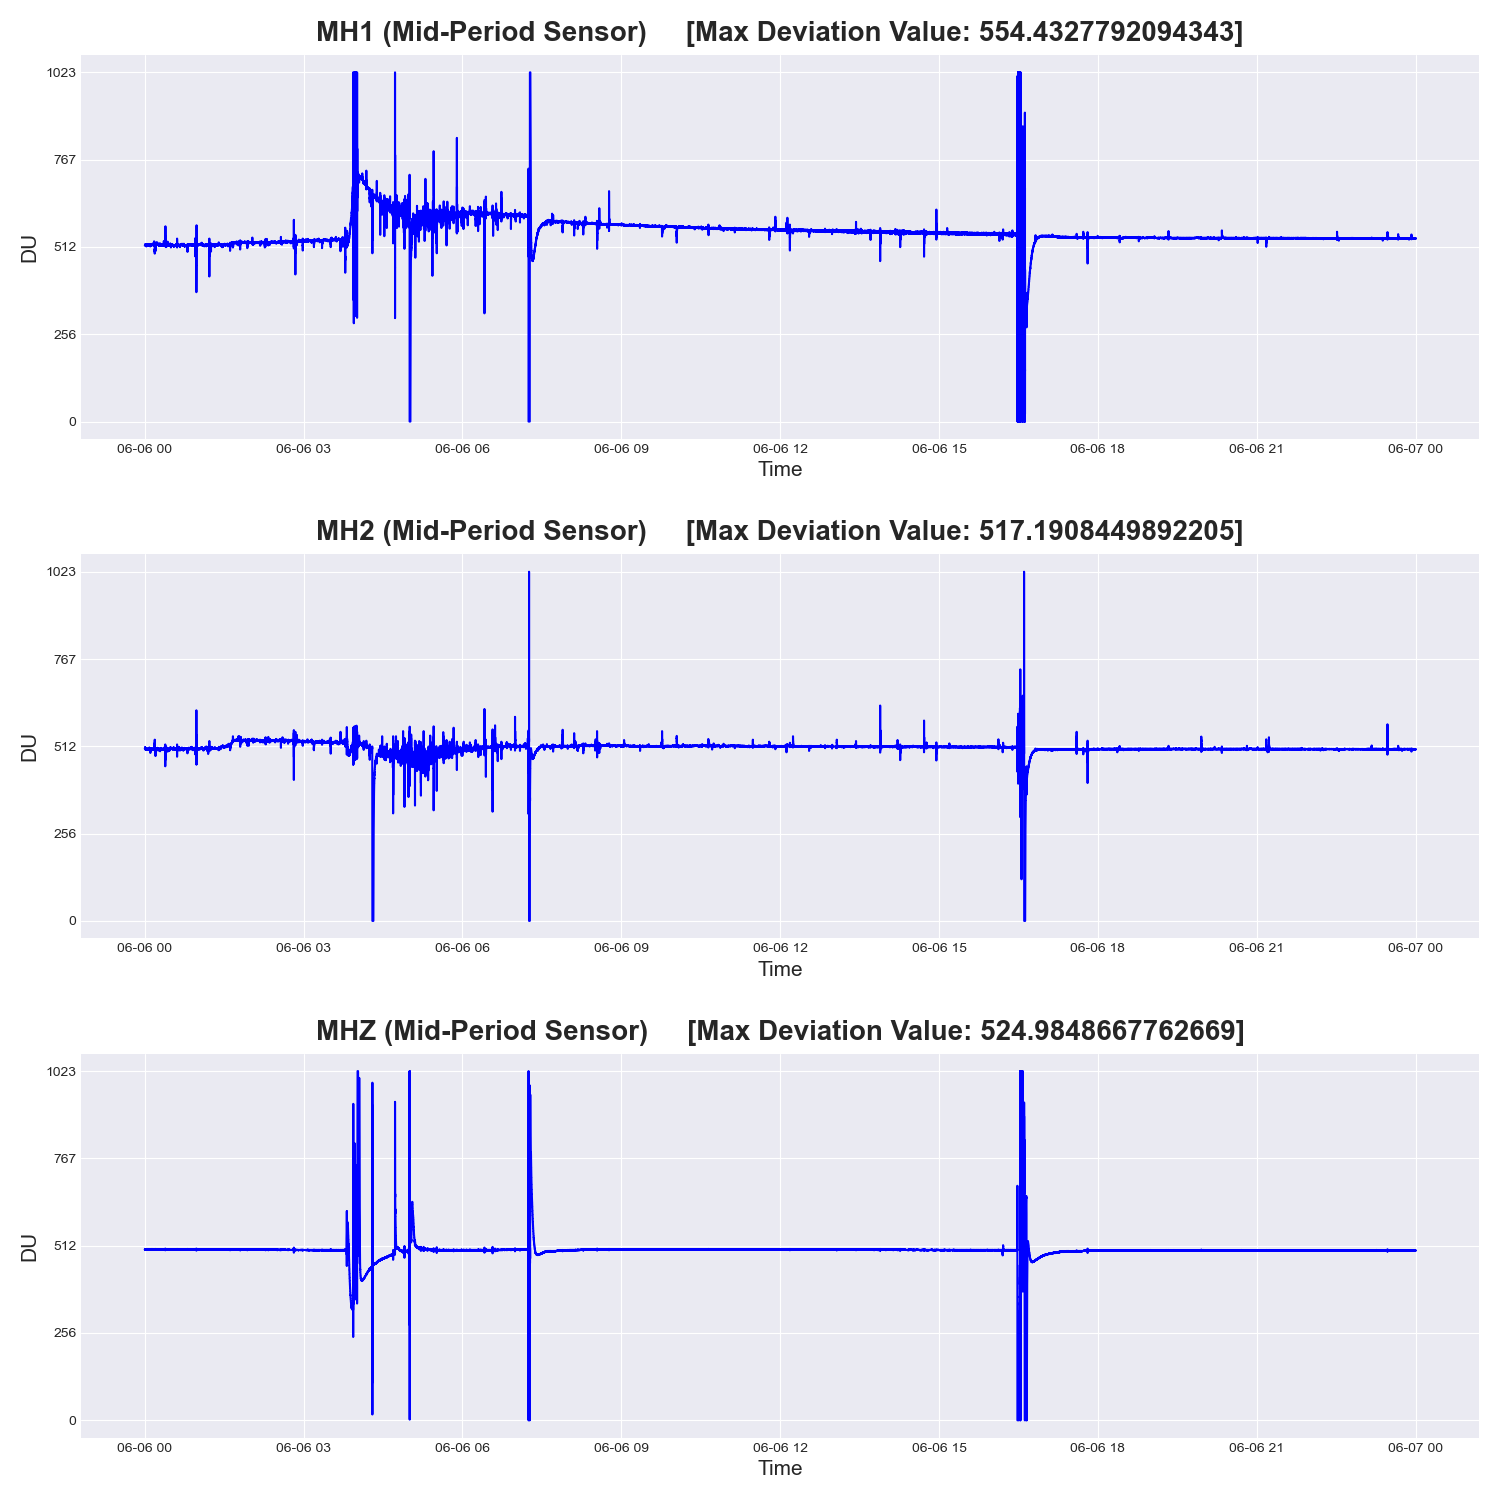 MH1 (Mid-Period Sensor) [Max Deviation Value: 554.4327792094343]
1023
767
512
256
0
DU
06-06 00 06-06 03 06-06 06 06-06 09 06-06 12 06-06 15 06-06 18 06-06 21 06-07 00
Time
MH2 (Mid-Period Sensor) [Max Deviation Value: 517.1908449892205]
1023
767
512
256
0
DU
06-06 00 06-06 03 06-06 06 06-06 09 06-06 12 06-06 15 06-06 18 06-06 21 06-07 00
Time
MHZ (Mid-Period Sensor) [Max Deviation Value: 524.9848667762669]
1023
767
512
256
0
DU
06-06 00 06-06 03 06-06 06 06-06 09 06-06 12 06-06 15 06-06 18 06-06 21 06-07 00
Time